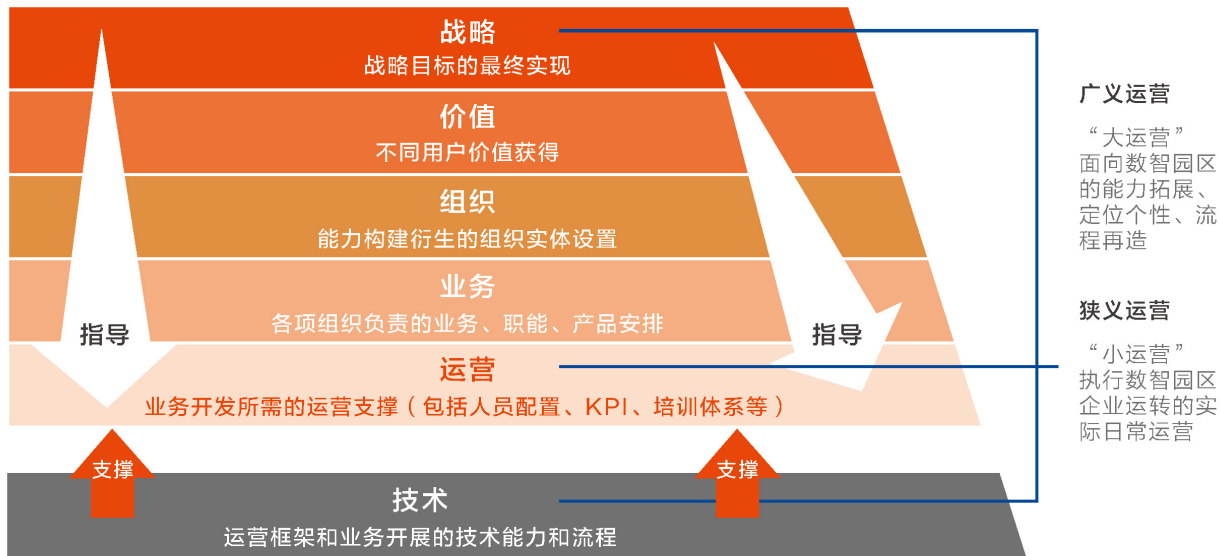 战略
战略目标的最终实现
价值
不同用户价值获得
组织
能力构建衍生的组织实体设置
业务
各项组织负责的业务、职能、产品安排
指导
指导
运营
业务开发所需的运营支撑（包括人员配置、KPI、培训体系等）
支撑
支撑
技术
运营框架和业务开展的技术能力和流程
广义运营
“大运营”
面向数智园区
的能力拓展、
定位个性、流
程再造
狭义运营
“小运营”
执行数智园区
企业运转的实
际日常运营